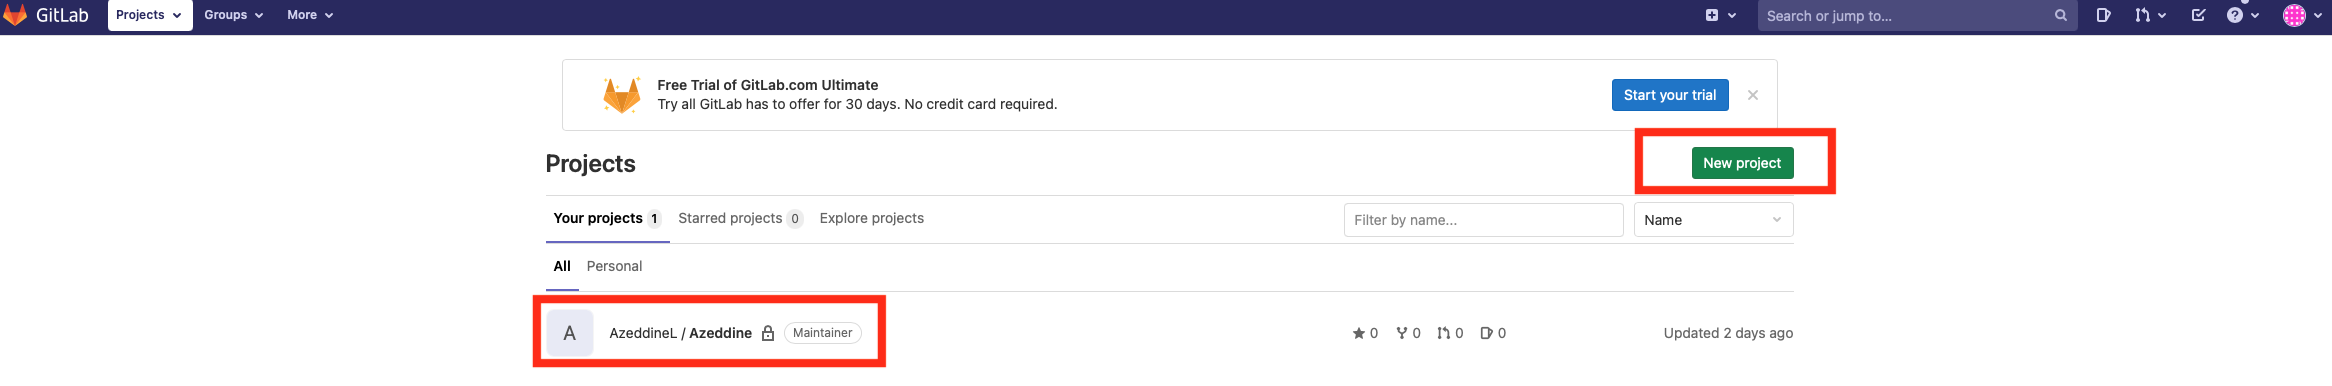 GitLab Projects Groups More Search or jump to...
Free Trial of GitLab.com Ultimate
Try all GitLab has to offer for 30 days. No credit card required.
Start your trial
Projects
New project
Your projects 1 Starred projects 0 Explore projects Filter by name... Name
All Personal
A AzeddineL / Azeddine Maintainer 0 0 0 0 Updated 2 days ago